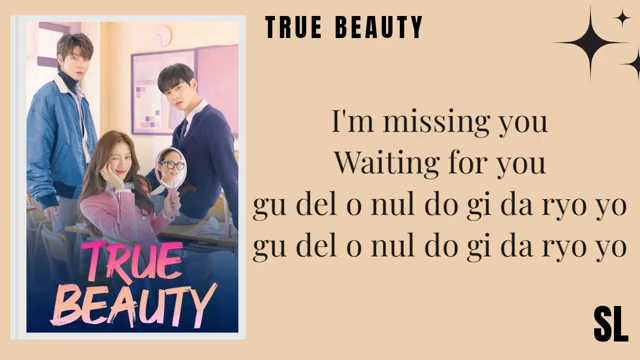 TRUE BEAUTY
I'm missing you
Waiting for you
gu del o nul do gi da ryo yo
gu del o nul do gi da ryo yo
TRUE
BEAUTY
SL